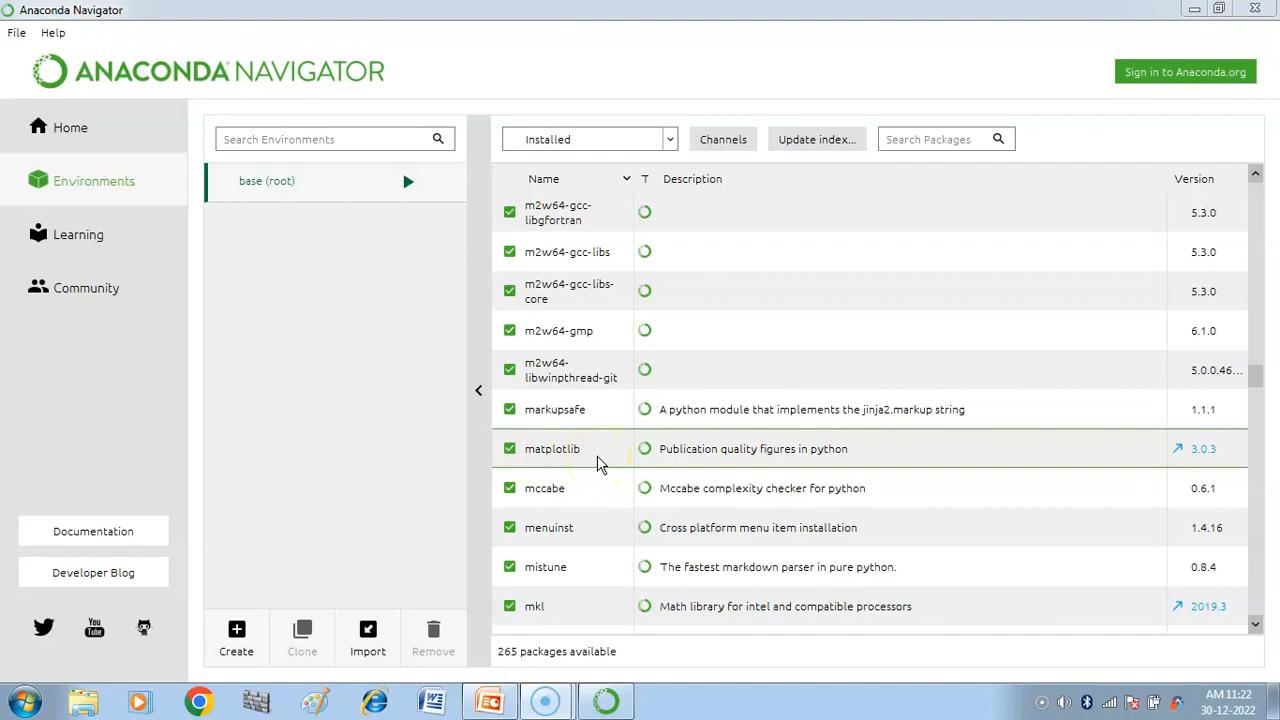 Anaconda Navigator
File Help
ANACONDA NAVIGATOR
Sign in to Anaconda.org
Home
Environments
Learning
Community
Documentation
Developer Blog
You
Tube
Search Environments
base (root)
Create Clone Import Remove
Installed Channels Update index... Search Packages
Name T Description Version
m2w64-gcc-
libgfortran 5.3.0
m2w64-gcc-libs 5.3.0
m2w64-gcc-libs-
core 5.3.0
m2w64-gmp 6.1.0
m2w64-
libwinpthread-git 5.0.0.46...
markupsafe A python module that implements the jinja2.markup string 1.1.1
matplotlib Publication quality figures in python 3.0.3
mccabe Mccabe complexity checker for python 0.6.1
menuinst Cross platform menu item installation 1.4.16
mistune The fastest markdown parser in pure python. 0.8.4
mkl Math library for intel and compatible processors 2019.3
265 packages available
AM 11:22
30-12-2022